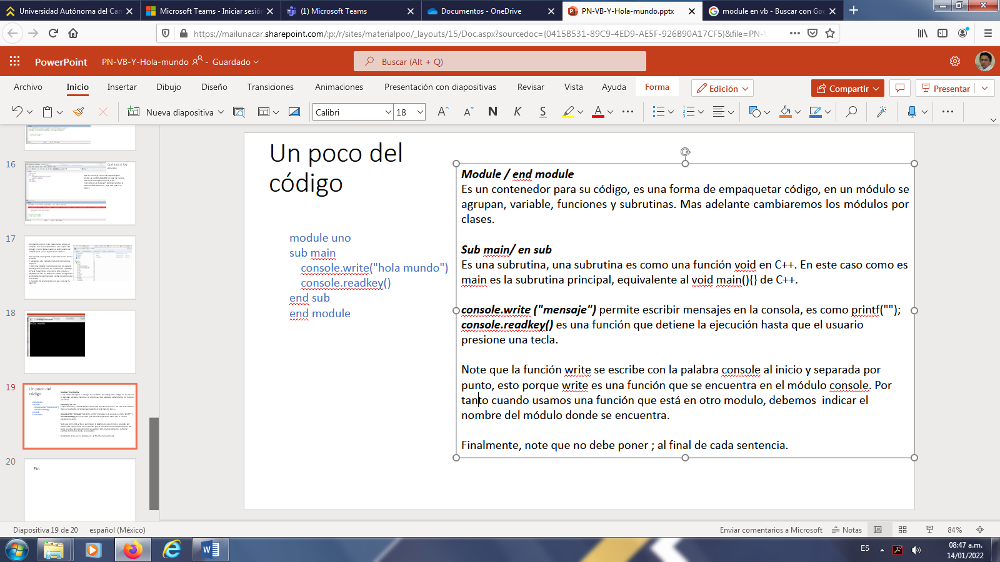 Universidad Autónoma del Car
Microsoft Teams - Iniciar sesión
(1) Microsoft Teams
Documentos - OneDrive
PN-VB-Y-Hola-mundo.pptx
module en vb - Buscar con Goo
https://mailunacar.sharepoint.com/:p:/r/sites/materialpoo/_layouts/15/Doc.aspx?sourcedoc={0415B531-89C9-4ED9-AE5F-926B90A17CF5}&file=PN-V
PowerPoint
PN-VB-Y-Hola-mundo - Guardado
Buscar (Alt + Q)
Archivo Inicio Insertar Dibujo Diseño Transiciones Animaciones Presentación con diapositivas Revisar Vista Ayuda Forma Edición Compartir Presentar
Nueva diapositiva Calibri 18 N K S
16
17
18
19
20
Fin
Un poco del
código
module uno
sub main
console.write("hola mundo")
console.readkey()
end sub
end module
Module / end module
Es un contenedor para su código, es una forma de empaquetar código, en un módulo se
agrupan, variable, funciones y subrutinas. Mas adelante cambiaremos los módulos por
clases.
Sub main/ en sub
Es una subrutina, una subrutina es como una función void en C++. En este caso como es
main es la subrutina principal, equivalente al void main(){} de C++.
console.write ("mensaje") permite escribir mensajes en la consola, es como printf("");
console.readkey() es una función que detiene la ejecución hasta que el usuario
presione una tecla.
Note que la función write se escribe con la palabra console al inicio y separada por
punto, esto porque write es una función que se encuentra en el módulo console. Por
tanto cuando usamos una función que está en otro modulo, debemos  indicar el
nombre del módulo donde se encuentra.
Finalmente, note que no debe poner ; al final de cada sentencia.
Diapositiva 19 de 20 español (México)
Enviar comentarios a Microsoft Notas 84%
ES
08:47 a.m.
14/01/2022